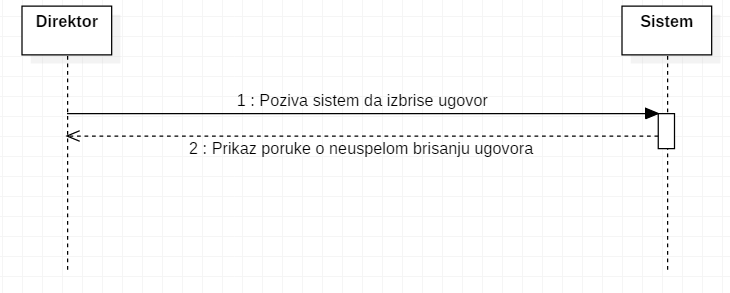 Direktor
Sistem
1 : Poziva sistem da izbrise ugovor
2 : Prikaz poruke o neuspelom brisanju ugovora